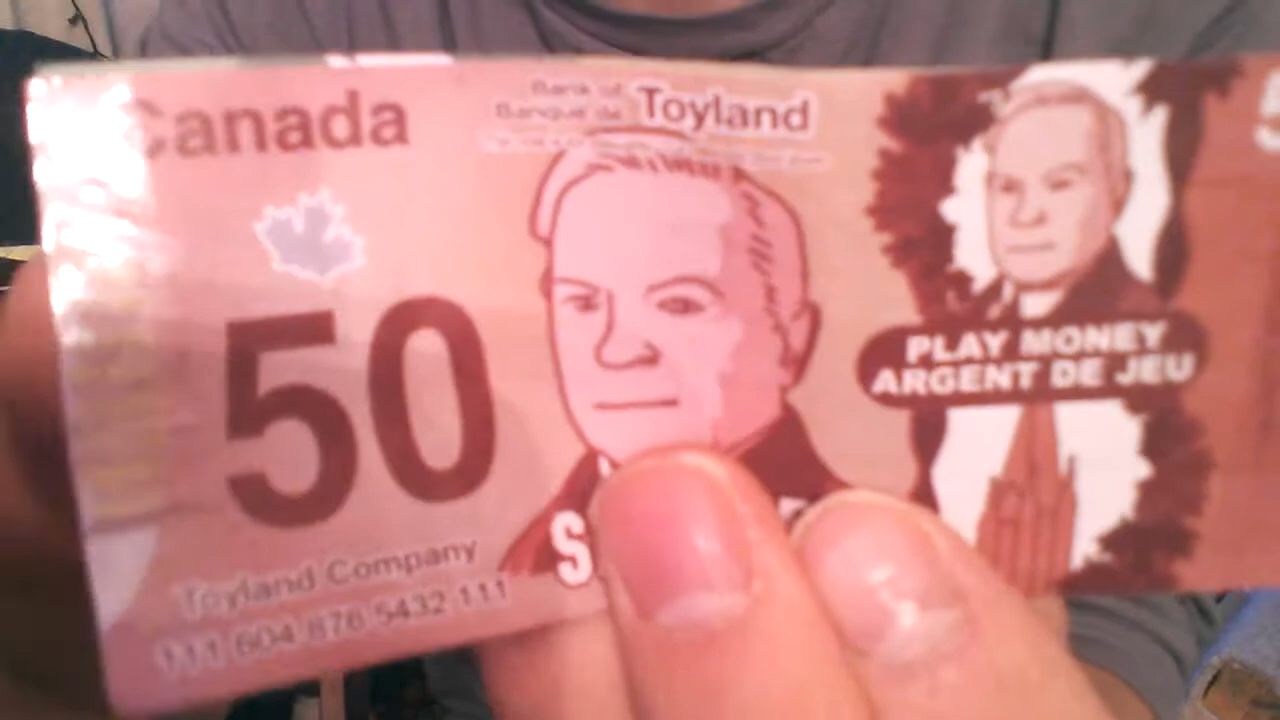 Canada
Bank of
Banque de Toyland
50
Toyland Company
111 604 876 5432 111
S
PLAY MONEY
ARGENT DE JEU
5